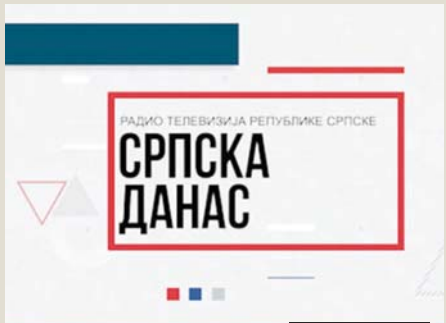 РАДИО ТЕЛЕВИЗИЈА РЕПУБЛИКЕ СРПСКЕ
СРПСКА
ДАНАС